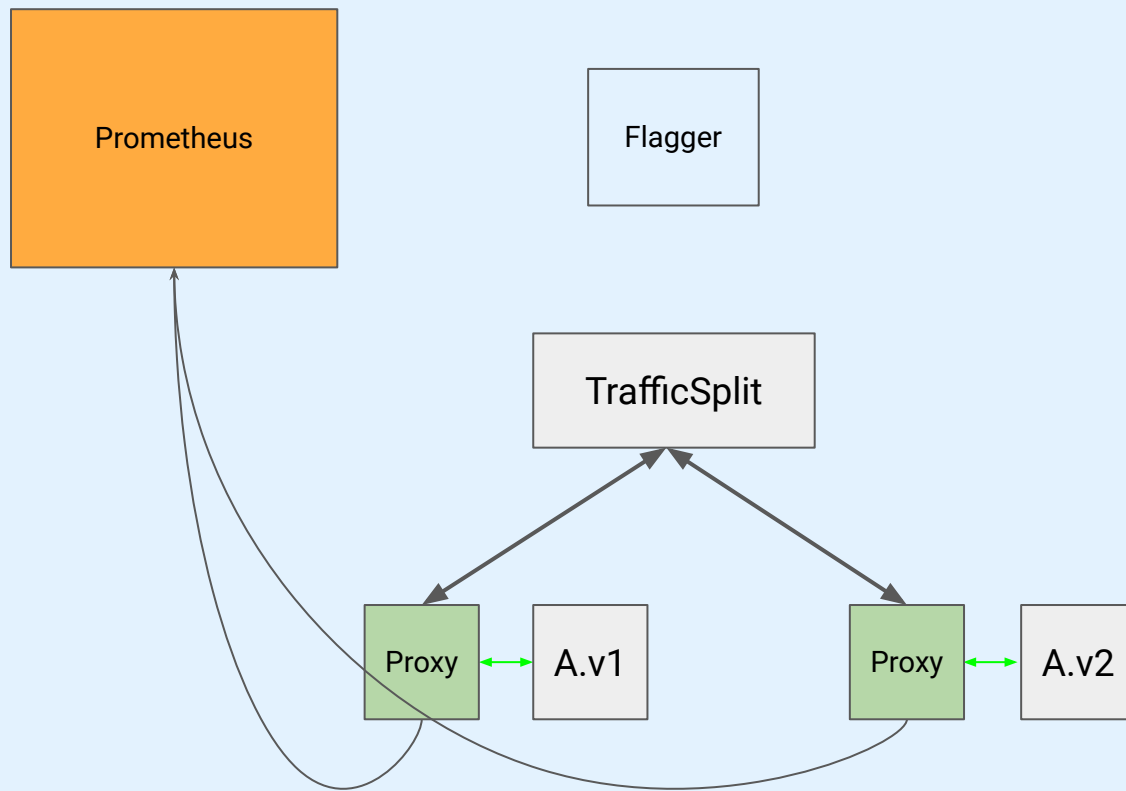 Prometheus
Flagger
TrafficSplit
Proxy
A.v1
Proxy
A.v2